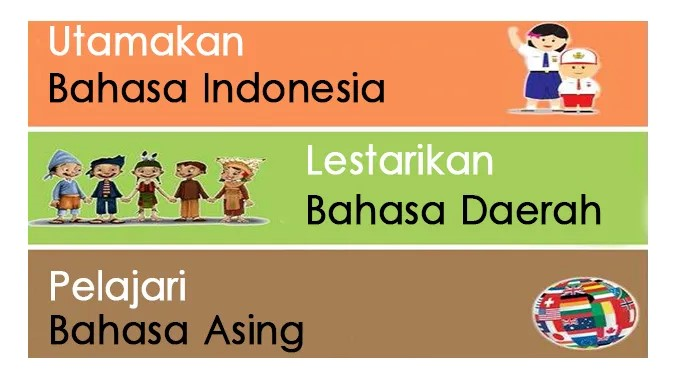 Utamakan
Bahasa Indonesia
Lestarikan
Bahasa Daerah
Pelajari
Bahasa Asing